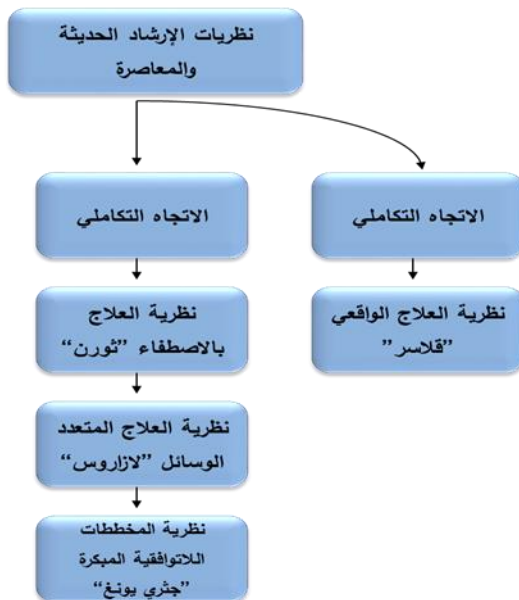 نظريات الإرشاد الحديثة
والمعاصرة
الاتجاه التكاملي
الاتجاه التكاملي
نظرية العلاج الواقعي
”قلاسر“
نظرية العلاج
بالاصطفاء ”ثورن“
نظرية العلاج المتعدد
الوسائل ”لازاروس“
نظرية المخططات
اللاتوافقية المبكرة
”جثري يونغ“